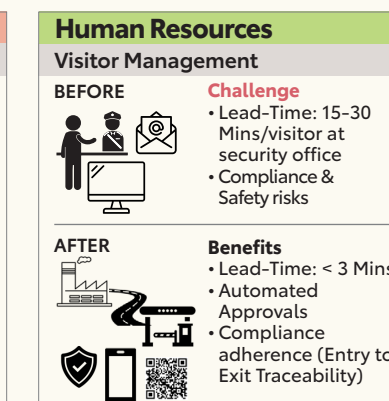 Human Resources
Visitor Management
BEFORE
Challenge
• Lead-Time: 15-30
Mins/visitor at
security office
• Compliance &
Safety risks
AFTER
Benefits
• Lead-Time: < 3 Mins
• Automated
Approvals
• Compliance
adherence (Entry to
Exit Traceability)